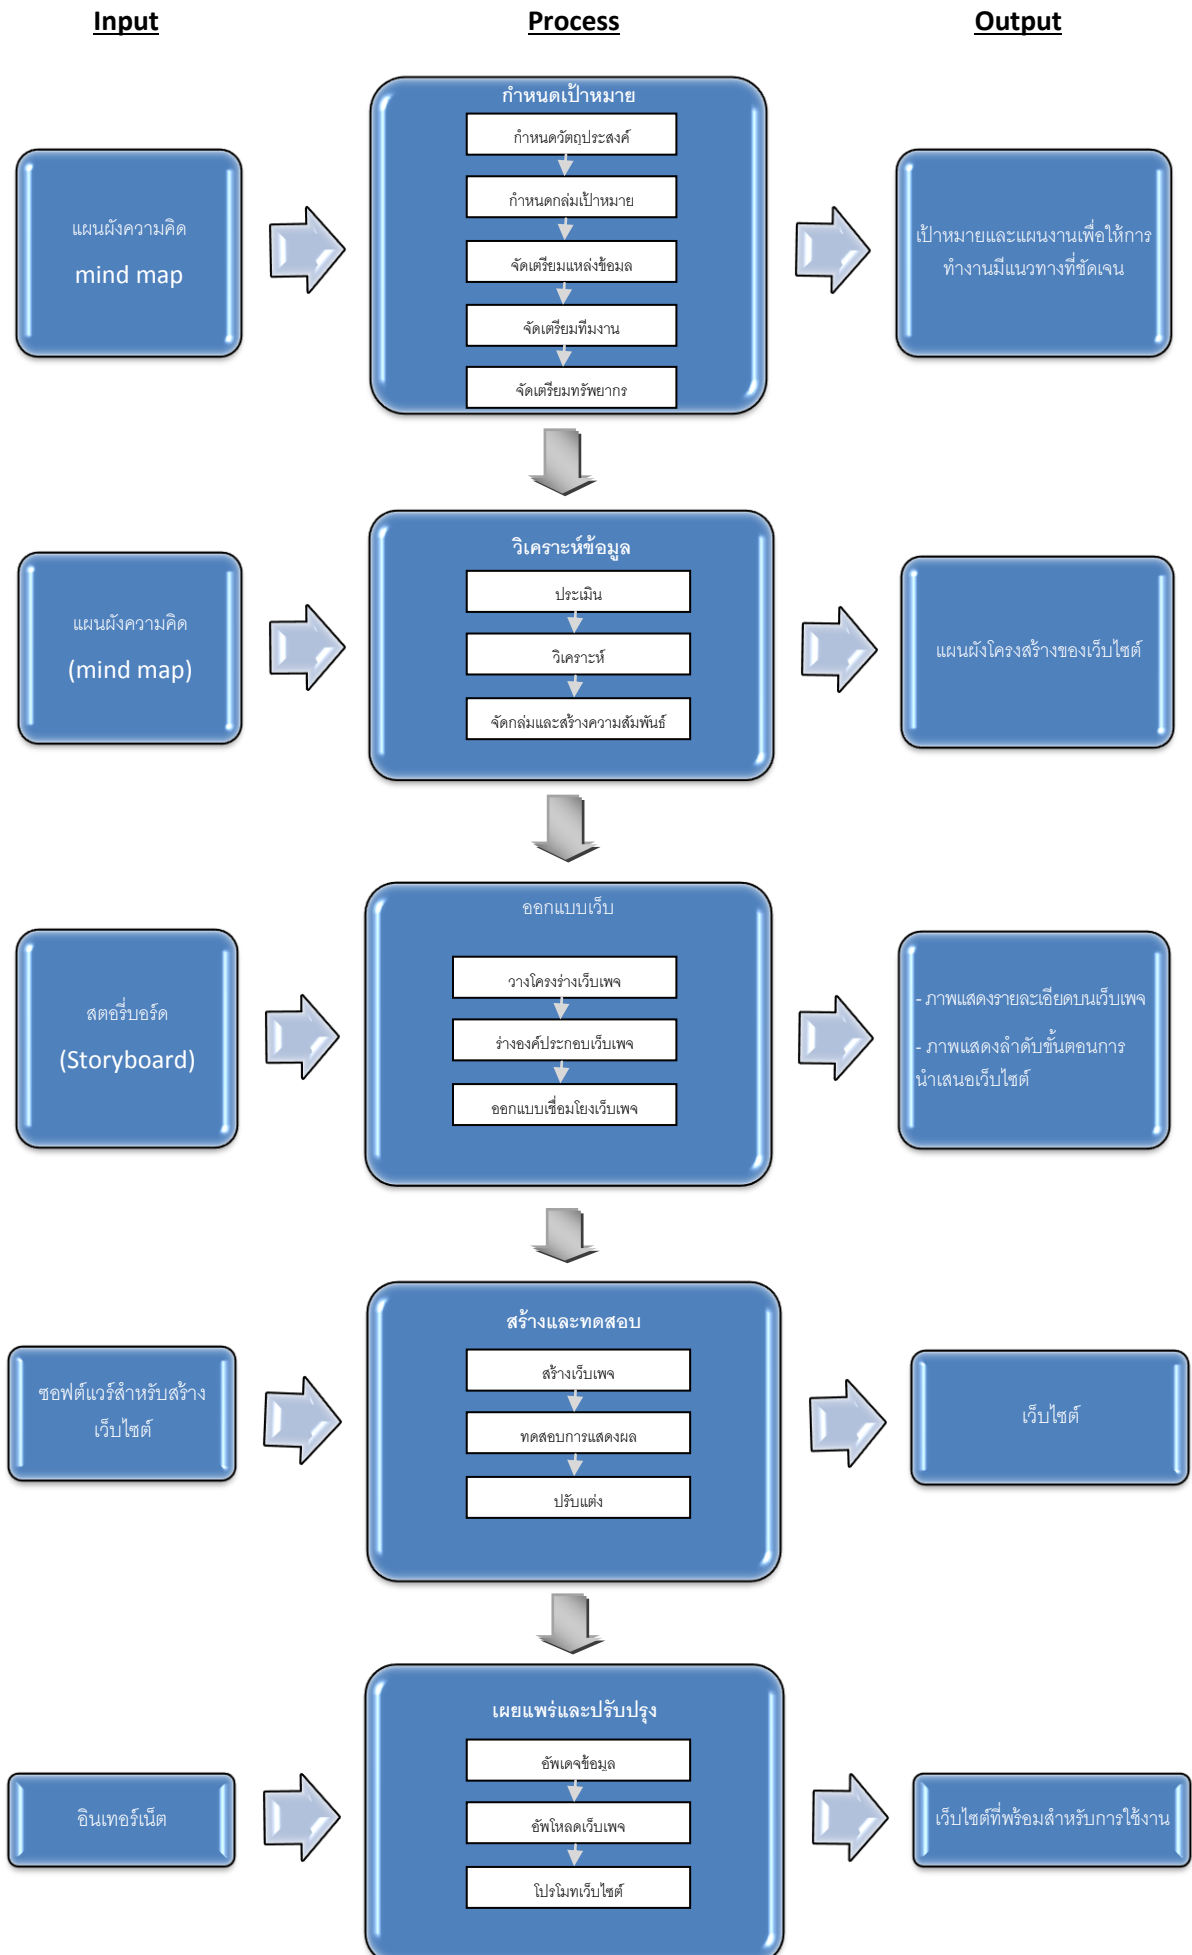 Input
Process
Output
แผนผังความคิด
mind map
กำหนดเป้าหมาย
กำหนดวัตถุประสงค์
กำหนดกลุ่มเป้าหมาย
จัดเตรียมแหล่งข้อมูล
จัดเตรียมทีมงาน
จัดเตรียมทรัพยากร
เป้าหมายและแผนงานเพื่อให้การ
ทำงานมีแนวทางที่ชัดเจน
แผนผังความคิด
(mind map)
วิเคราะห์ข้อมูล
ประเมิน
วิเคราะห์
จัดกลุ่มและสร้างความสัมพันธ์
แผนผังโครงสร้างของเว็บไซต์
สตอรี่บอร์ด
(Storyboard)
ออกแบบเว็บ
วางโครงร่างเว็บเพจ
ร่างองค์ประกอบเว็บเพจ
ออกแบบเชื่อมโยงเว็บเพจ
- ภาพแสดงรายละเอียดบนเว็บเพจ
- ภาพแสดงลำดับขั้นตอนการ
นำเสนอเว็บไซต์
ซอฟต์แวร์สำหรับสร้าง
เว็บไซต์
สร้างและทดสอบ
สร้างเว็บเพจ
ทดสอบการแสดงผล
ปรับแต่ง
เว็บไซต์
อินเทอร์เน็ต
เผยแพร่และปรับปรุง
อัพเดจข้อมูล
อัพโหลดเว็บเพจ
โปรโมทเว็บไซต์
เว็บไซต์ที่พร้อมสำหรับการใช้งาน